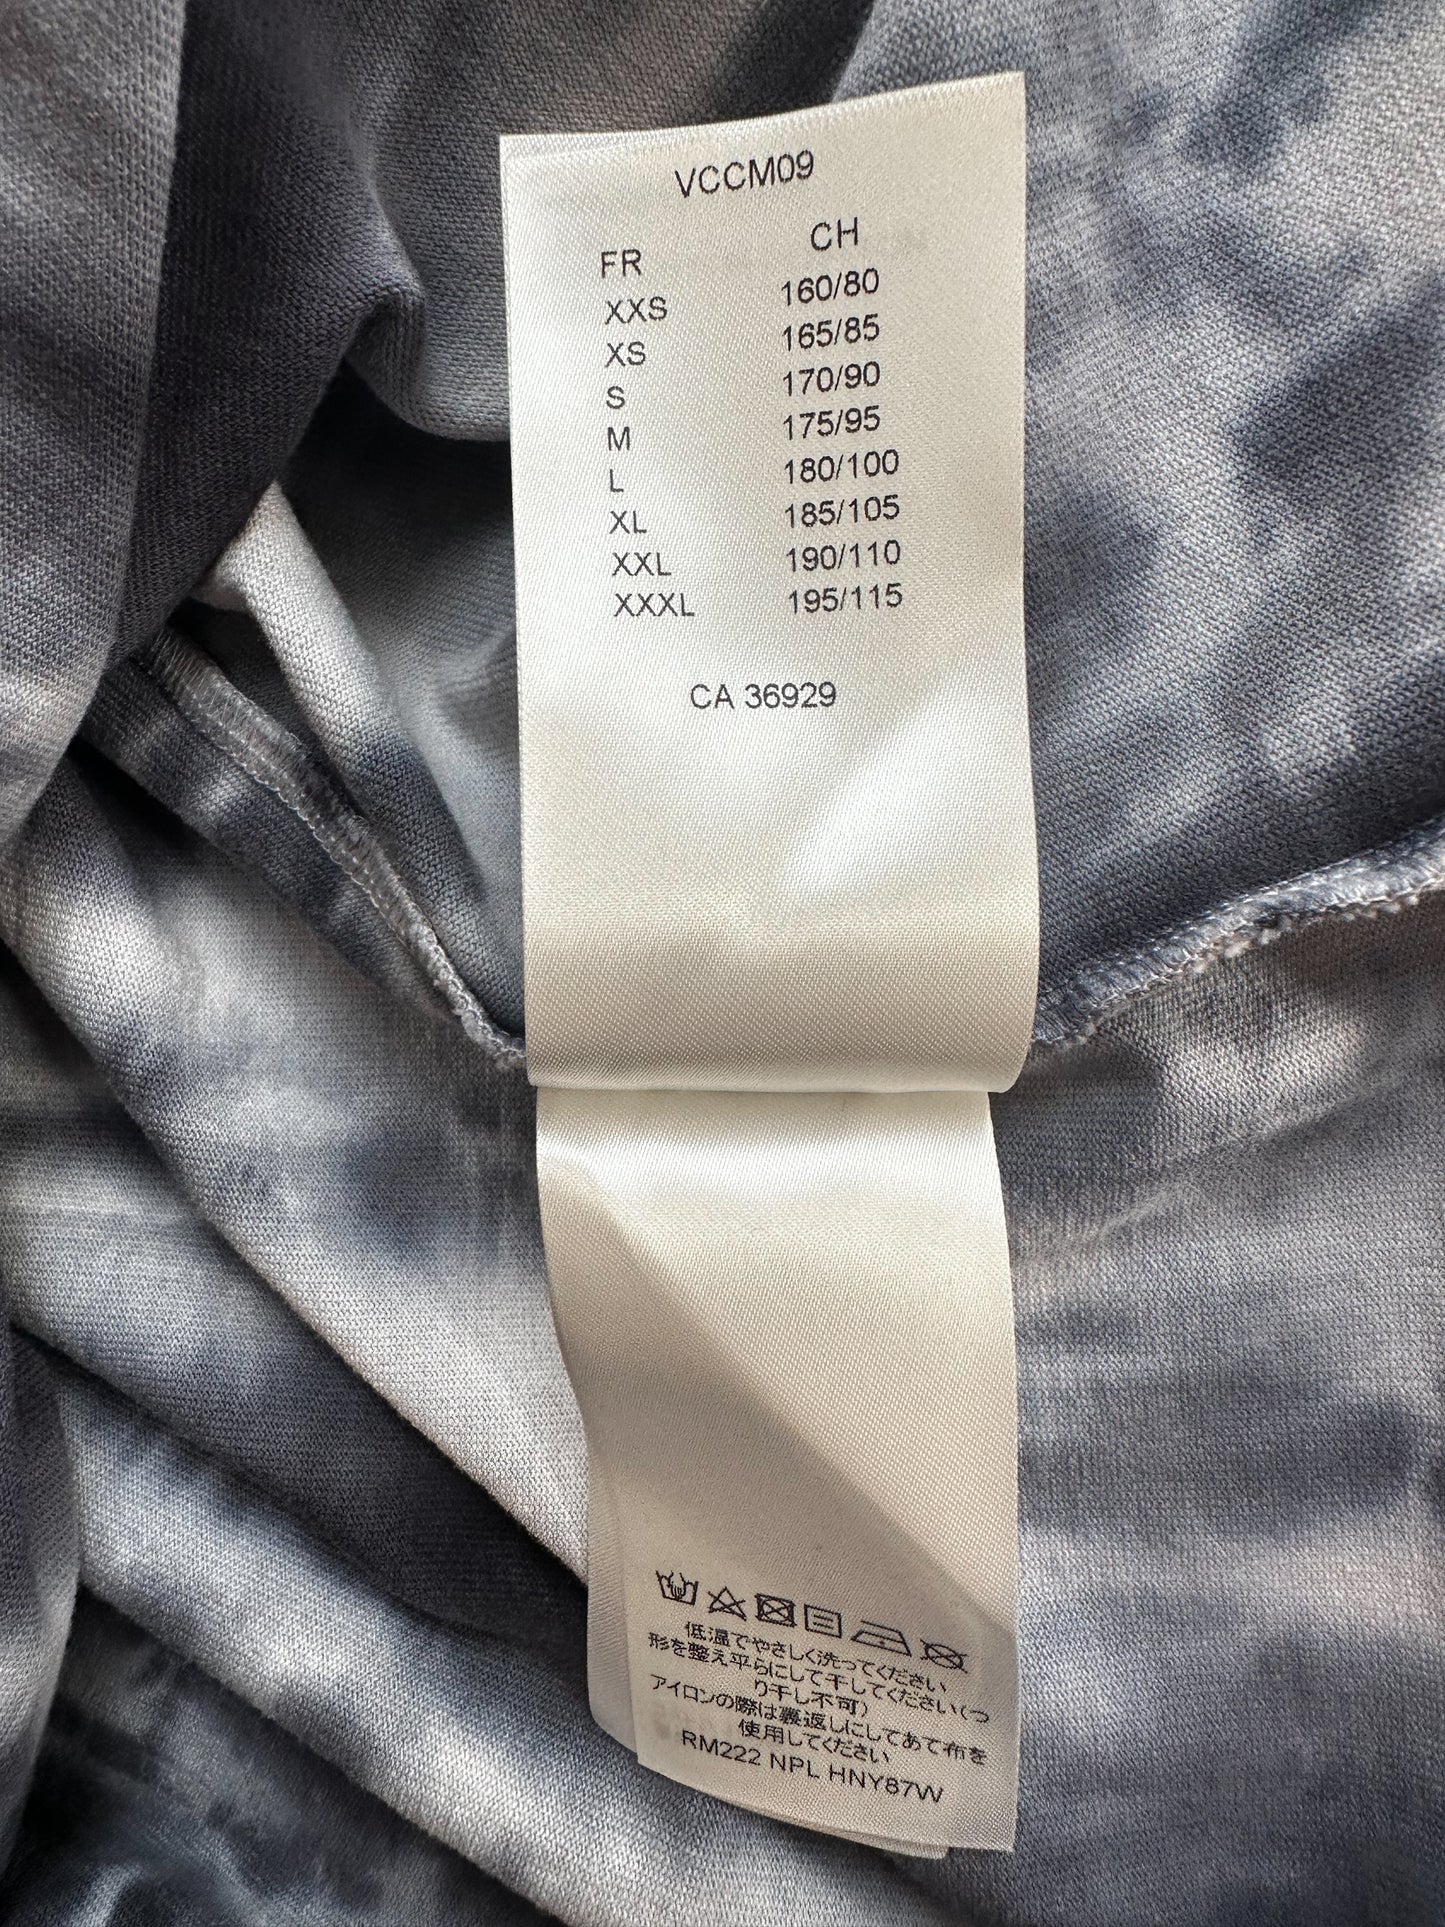 VCCM09
FR CH
XXS 160/80
XS 165/85
S 170/90
M 175/95
L 180/100
XL 185/105
XXL 190/110
XXXL 195/115
CA 36929
低温でやさしく洗ってください
形を整え平らにして干してください(つ
り干し不可)
アイロンの際は裏返しにしてあて布を
使用してください
RM222 NPL HNY87W